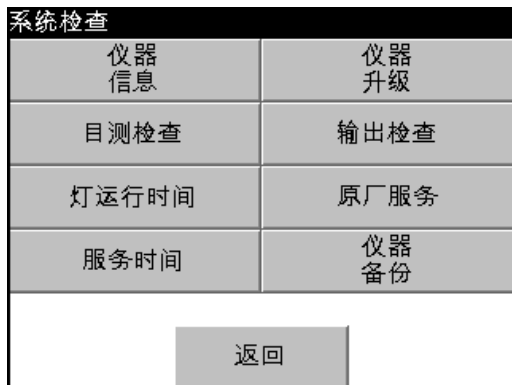 系统检查
仪器
信息
仪器
升级
目测检查
输出检查
灯运行时间
原厂服务
服务时间
仪器
备份
返回